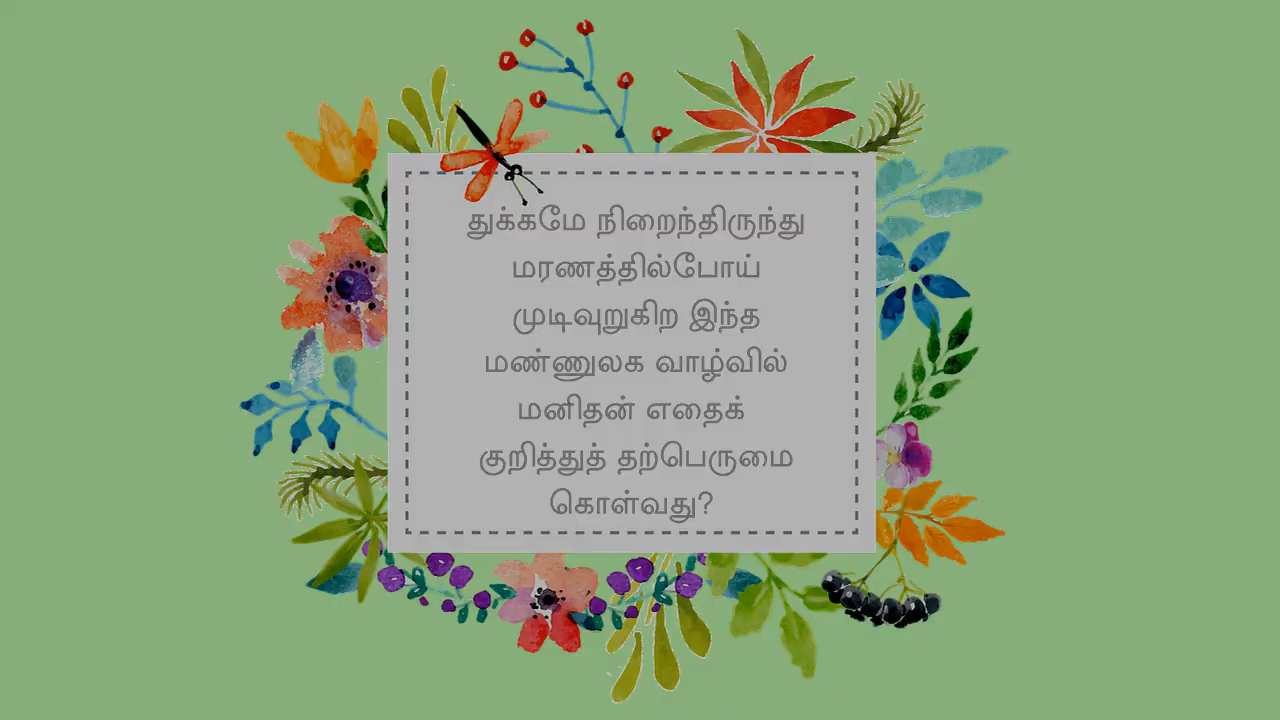 துக்கமே நிறைந்திருந்து
மரணத்தில்போய்
முடிவுறுகிற இந்த
மண்ணுலக வாழ்வில்
மனிதன் எதைக்
குறித்துத் தற்பெருமை
கொள்வது?